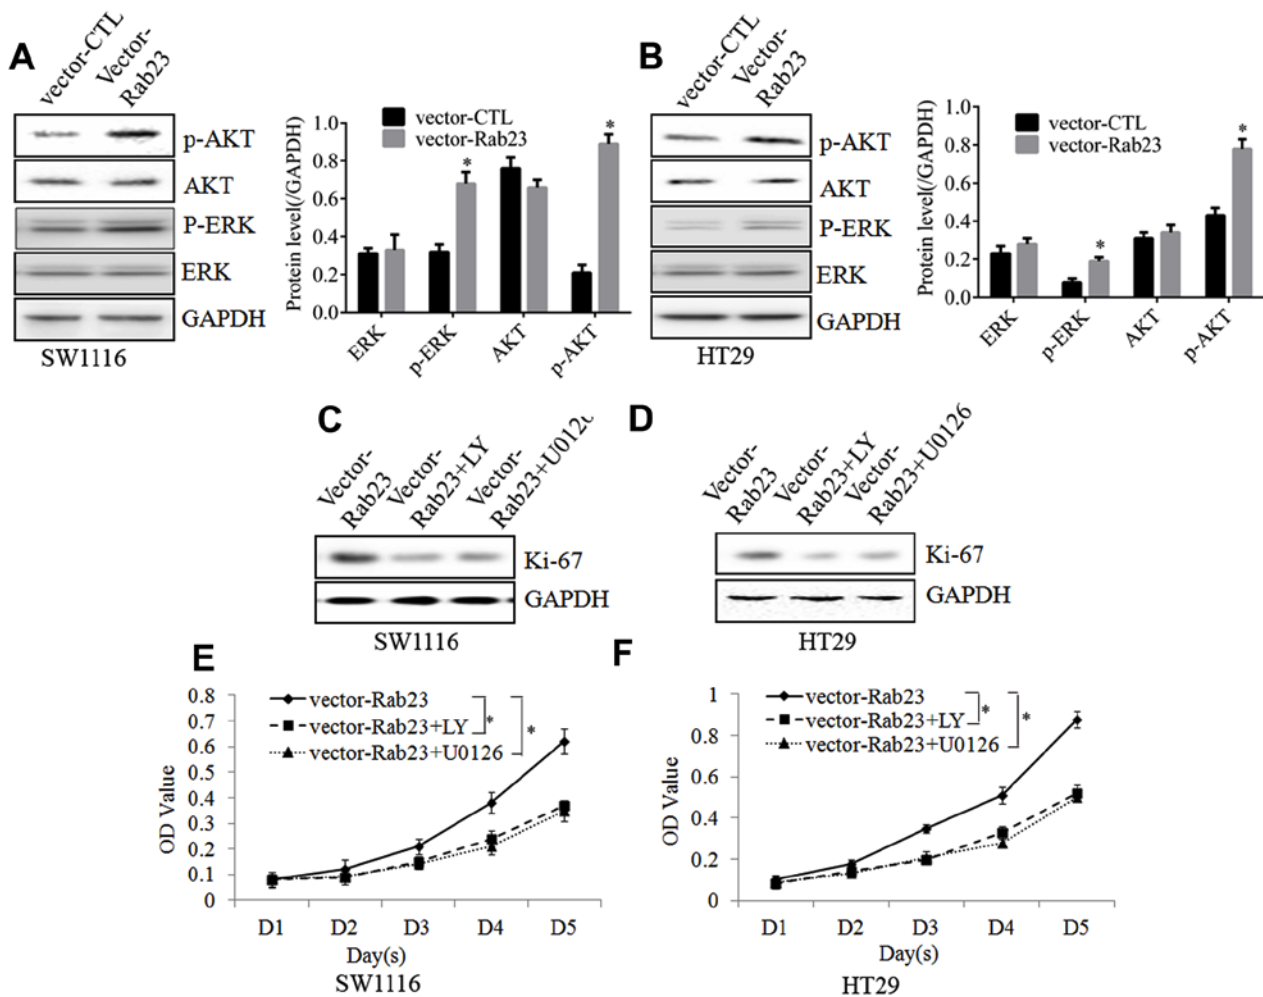 A
vector-CTL
Vector-
Rab23
p-AKT
AKT
P-ERK
ERK
GAPDH
SW1116
vector-CTL
vector-Rab23
Protein level(/GAPDH)
1.0
0.8
0.6
0.4
0.2
0.0
*
*
ERK
p-ERK
AKT
p-AKT
B
vector-CTL
Vector-
Rab23
p-AKT
AKT
P-ERK
ERK
GAPDH
HT29
vector-CTL
vector-Rab23
Protein level(/GAPDH)
1.0
0.8
0.6
0.4
0.2
0.0
*
*
ERK
p-ERK
AKT
p-AKT
C
Vector-
Rab23
Vector-
Rab23+LY
Vector-
Rab23+U012
Ki-67
GAPDH
SW1116
D
Vector-
Rab23
Vector-
Rab23+LY
Vector-
Rab23+U0126
Ki-67
GAPDH
HT29
E
vector-Rab23
vector-Rab23+LY
vector-Rab23+U0126
*
*
OD Value
0.8
0.7
0.6
0.5
0.4
0.3
0.2
0.1
0
D1
D2
D3
D4
D5
Day(s)
SW1116
F
vector-Rab23
vector-Rab23+LY
vector-Rab23+U0126
*
*
OD Value
1
0.8
0.6
0.4
0.2
0
D1
D2
D3
D4
D5
Day(s)
HT29